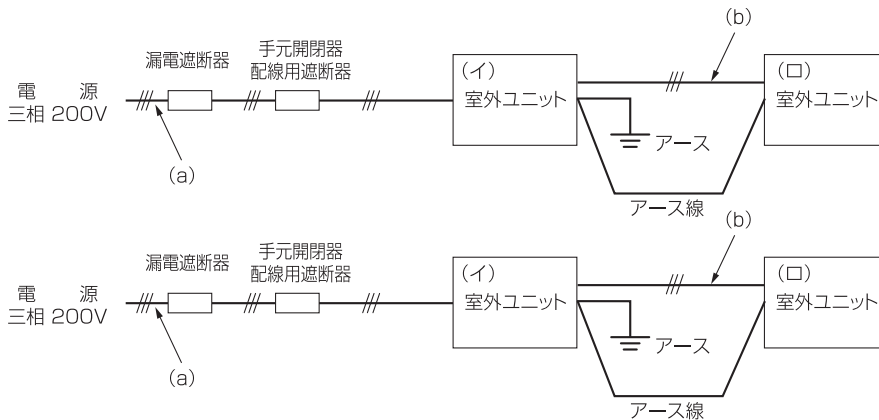 (b)
手元開閉器
漏電遮断器 配線用遮断器
(イ)
(ロ)
電 源
三相 200V
室外ユニット
室外ユニット
アース
(a)
アース線
(b)
手元開閉器
漏電遮断器 配線用遮断器
(イ)
(ロ)
電 源
三相 200V
室外ユニット
室外ユニット
アース
(a)
アース線